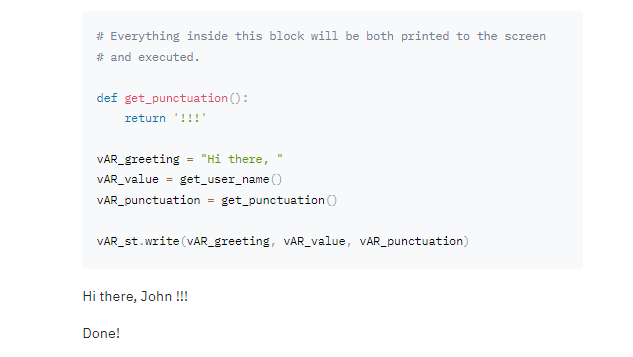 # Everything inside this block will be both printed to the screen
# and executed.
def get_punctuation():
    return '!!!'
vAR_greeting = "Hi there, "
vAR_value = get_user_name()
vAR_punctuation = get_punctuation()
vAR_st.write(vAR_greeting, vAR_value, vAR_punctuation)
Hi there, John !!!
Done!